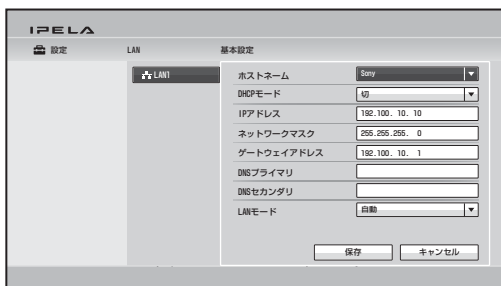 IPELA
設定 LAN 基本設定
LAN1
ホストネーム Sony
DHCPモード 切
IPアドレス 192.100. 10. 10
ネットワークマスク 255.255.255. 0
ゲートウェイアドレス 192.100. 10. 1
DNSプライマリ
DNSセカンダリ
LANモード 自動
保存 キャンセル